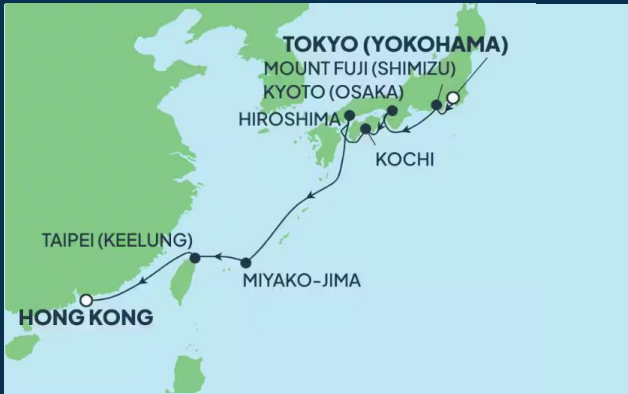 TOKYO (YOKOHAMA)
MOUNT FUJI (SHIMIZU)
KYOTO (OSAKA)
HIROSHIMA
KOCHI
TAIPEI (KEELUNG)
MIYAKO-JIMA
HONG KONG